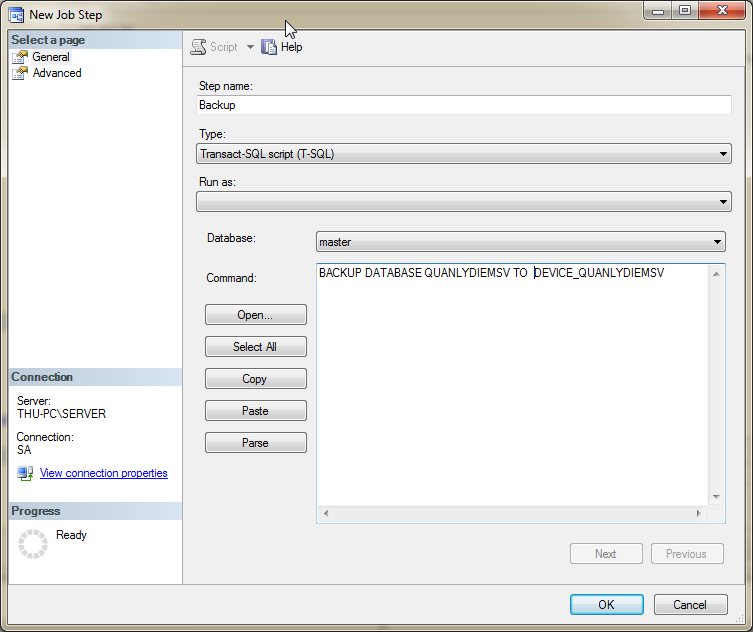 New Job Step
Select a page
General
Advanced
Script
Help
Step name:
Backup
Type:
Transact-SQL script (T-SQL)
Run as:
Database:
master
Command:
BACKUP DATABASE QUANLYDIEMSV TO DEVICE_QUANLYDIEMSV
Open...
Select All
Copy
Paste
Parse
Connection
Server:
THU-PC\SERVER
Connection:
SA
View connection properties
Progress
Ready
Next
Previous
OK
Cancel